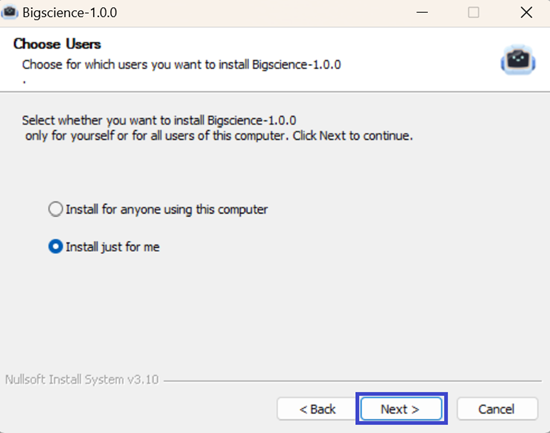 Bigscience-1.0.0
Choose Users
Choose for which users you want to install Bigscience-1.0.0
.
Select whether you want to install Bigscience-1.0.0
only for yourself or for all users of this computer. Click Next to continue.
Install for anyone using this computer
Install just for me
Nullsoft Install System v3.10
< Back
Next >
Cancel